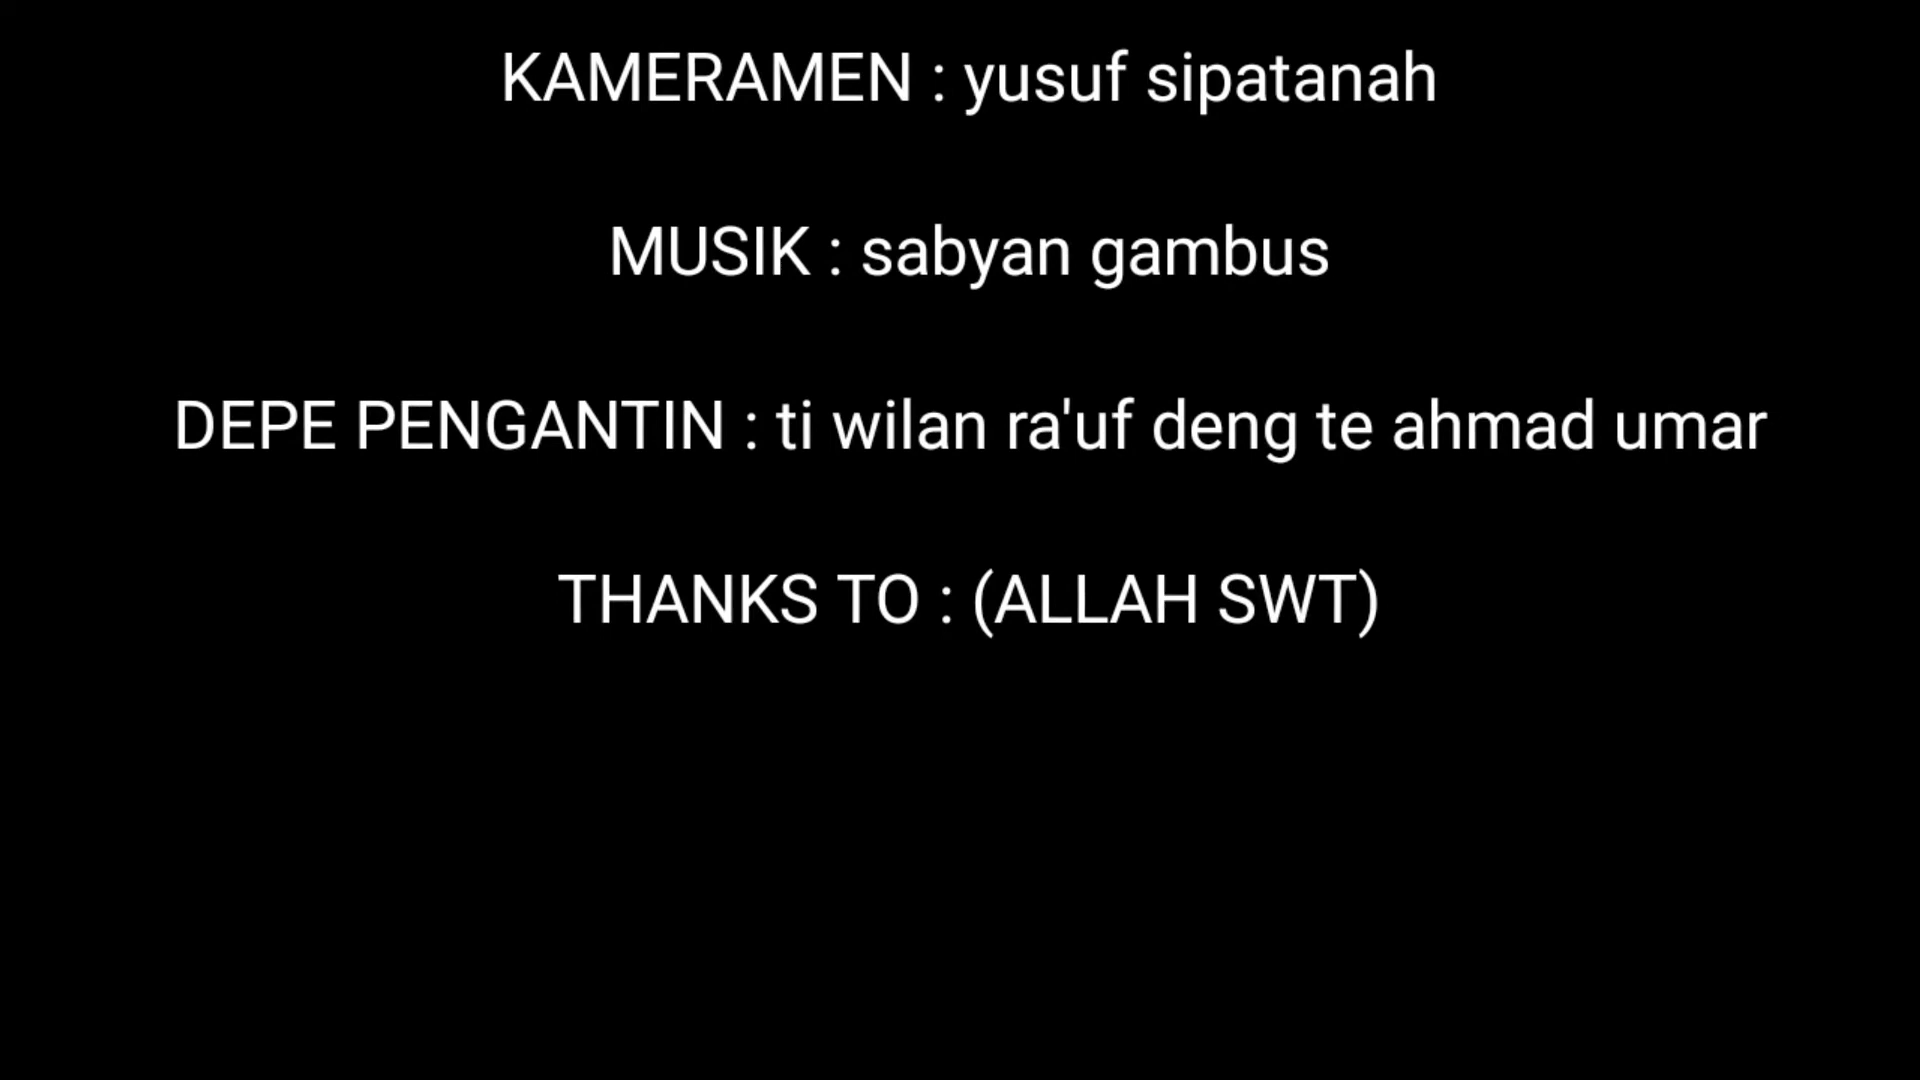 KAMERAMEN : yusuf sipatanah
MUSIK : sabyan gambus
DEPE PENGANTIN : ti wilan ra'uf deng te ahmad umar
THANKS TO : (ALLAH SWT)